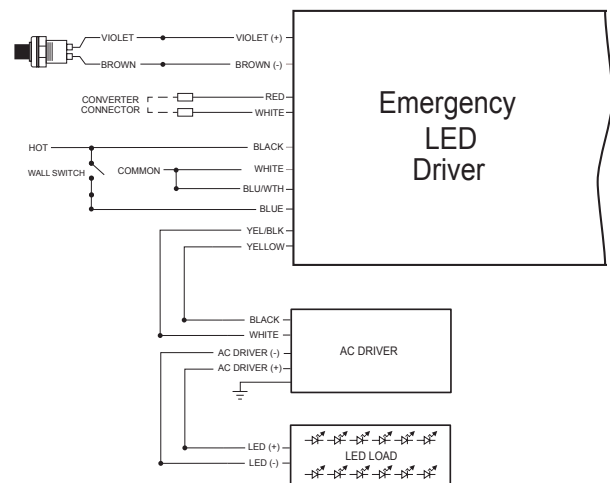 VIOLET VIOLET (+)
BROWN BROWN (-)
CONVERTER
CONNECTOR
RED
WHITE
Emergency
LED
Driver
HOT BLACK
WALL SWITCH COMMON WHITE
BLU/WTH
BLUE
YEL/BLK
YELLOW
BLACK
WHITE
AC DRIVER (-)
AC DRIVER (+)
AC DRIVER
LED (+)
LED (-)
LED LOAD